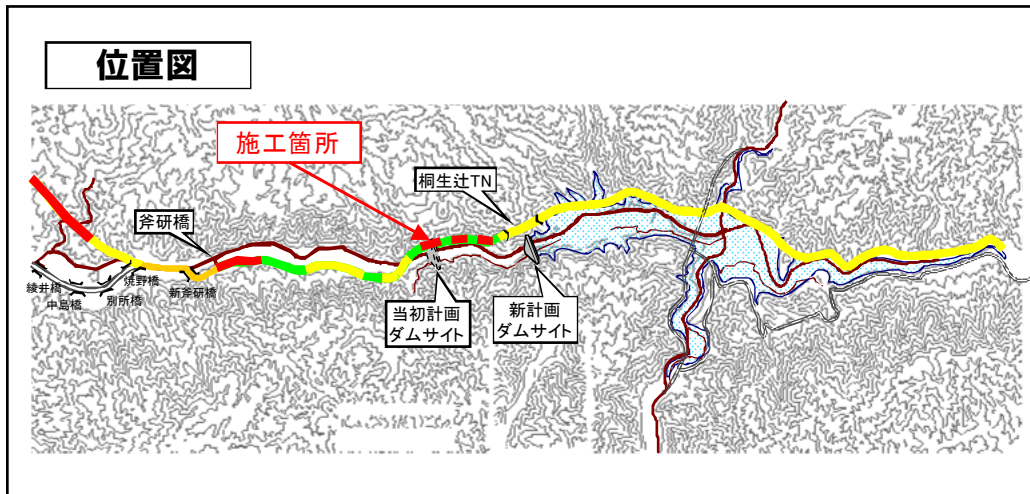 位置図
施工箇所
桐生辻TN
斧研橋
綾井橋
中島橋
別所橋
焼野橋
新斧研橋
当初計画
ダムサイト
新計画
ダムサイト